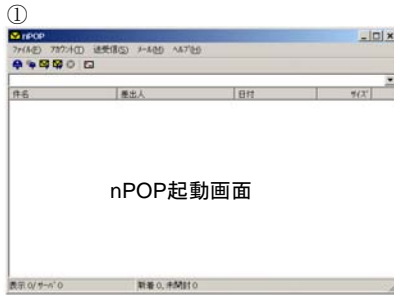 ①
nPOP
ﾌｧｲﾙ(F) ｱｶｳﾝﾄ(T) 送受信(S) ﾒｰﾙ(M) ﾍﾙﾌﾟ(H)
件名 差出人 日付 ｻｲｽﾞ
nPOP起動画面
表示 0/ｻｰﾊﾞ 0 新着 0, 未開封 0